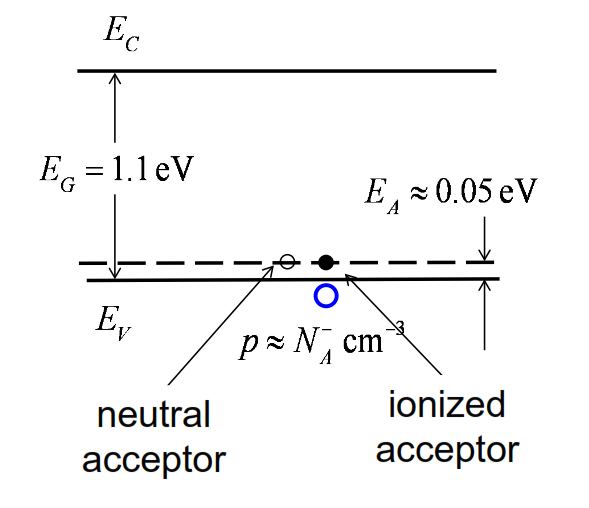 E_C
E_G = 1.1 eV
E_A ≈ 0.05 eV
E_V
p ≈ N_A^- cm^-3
neutral
acceptor
ionized
acceptor